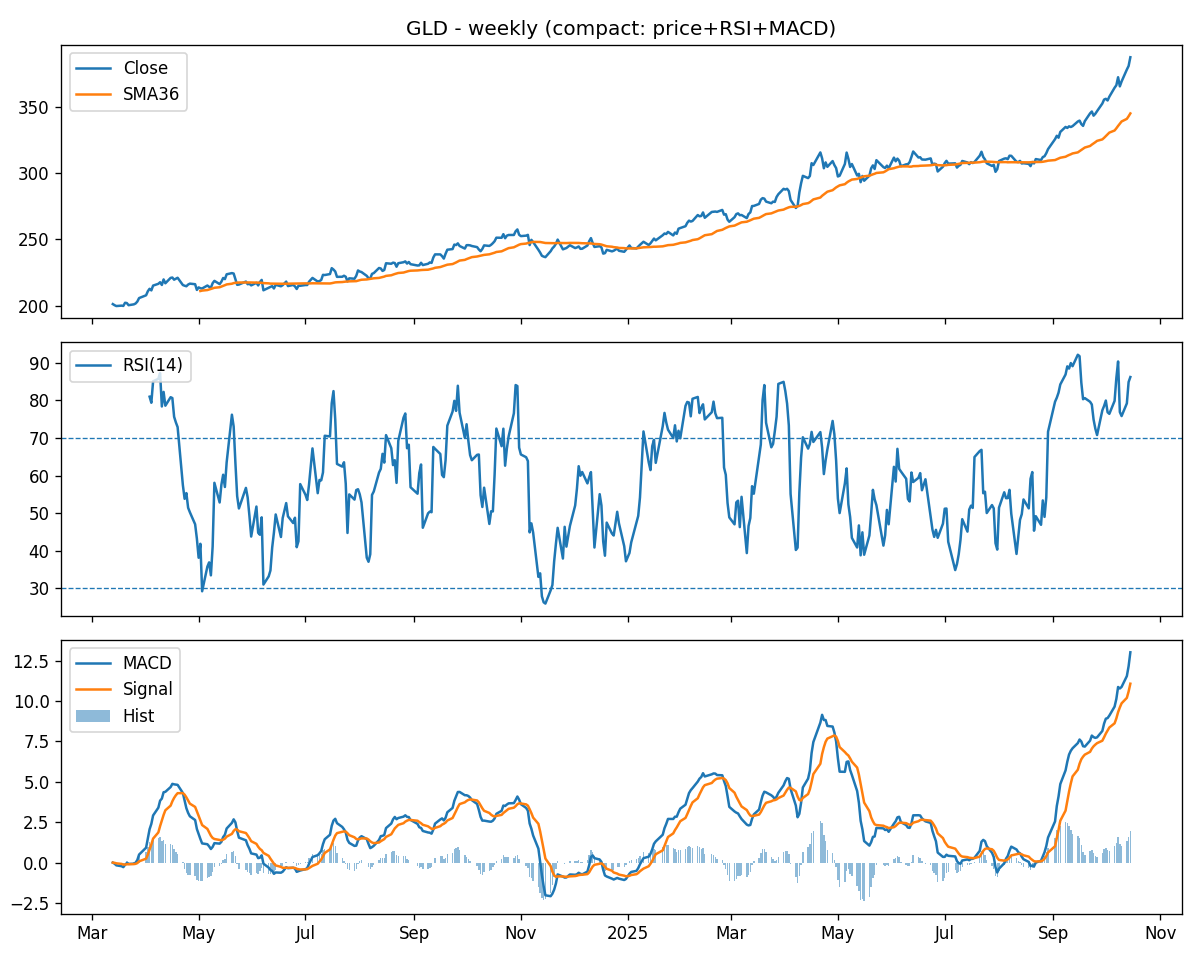 GLD - weekly (compact: price+RSI+MACD)
Close
SMA36
350
300
250
200
RSI(14)
90
80
70
60
50
40
30
MACD
Signal
Hist
12.5
10.0
7.5
5.0
2.5
0.0
−2.5
Mar May Jul Sep Nov 2025 Mar May Jul Sep Nov